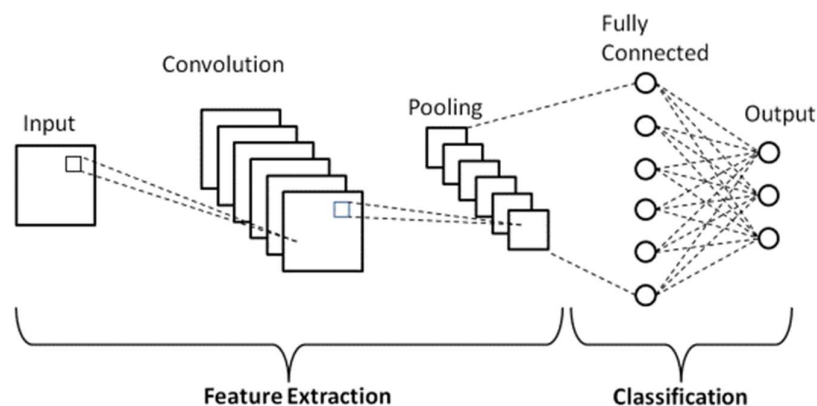 Input
Convolution
Pooling
Fully
Connected
Output
Feature Extraction
Classification